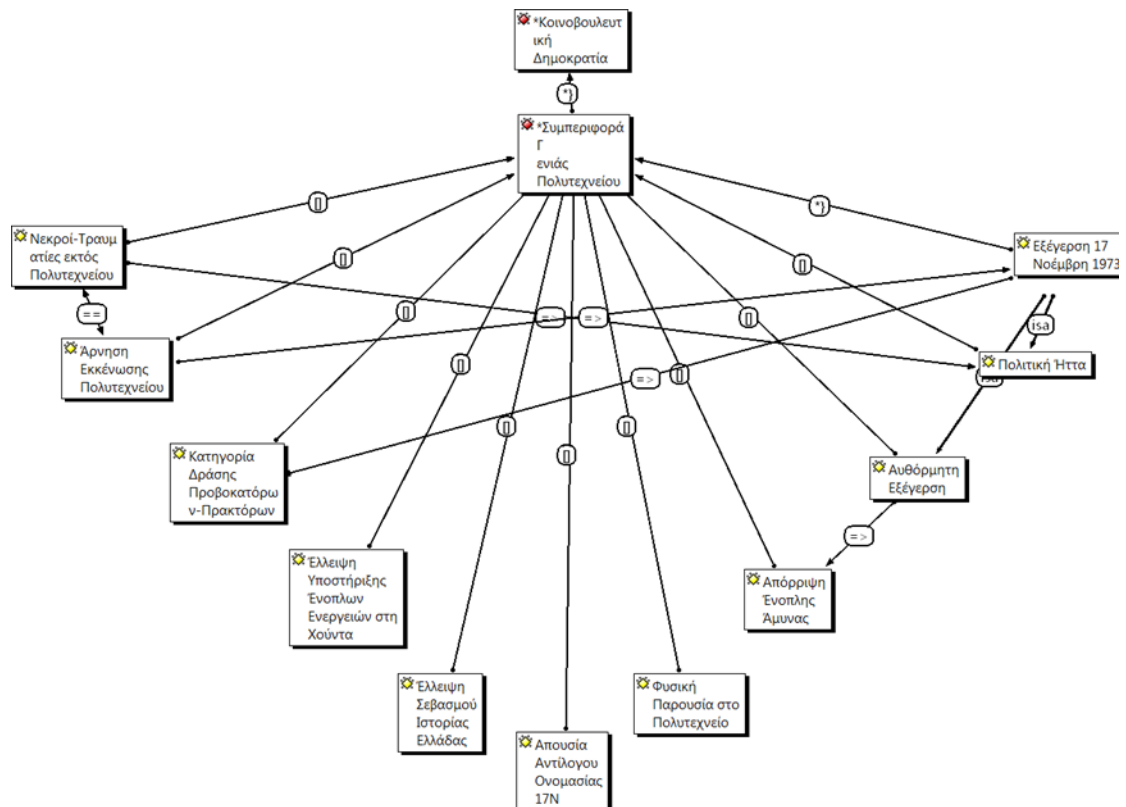 *Κοινοβουλευτ
ική
Δημοκρατία
*}
*Συμπεριφορά
Γ
ενιάς
Πολυτεχνείου
[]
*}
Νεκροί-Τραυμ
ατίες εκτός
Πολυτεχνείου
Εξέγερση 17
Νοέμβρη 1973
[]
[]
==
=>
=>
[]
isa
Άρνηση
Εκκένωσης
Πολυτεχνείου
Πολιτική Ήττα
[]
[]
=>
[]
isa
Κατηγορία
Δράσης
Προβοκατόρω
ν-Πρακτόρων
[]
[]
[]
Αυθόρμητη
Εξέγερση
=>
Έλλειψη
Υποστήριξης
Ένοπλων
Ενεργειών στη
Χούντα
Απόρριψη
Ένοπλης
Άμυνας
Έλλειψη
Σεβασμού
Ιστορίας
Ελλάδας
Φυσική
Παρουσία στο
Πολυτεχνείο
Απουσία
Αντίλογου
Ονομασίας
17Ν